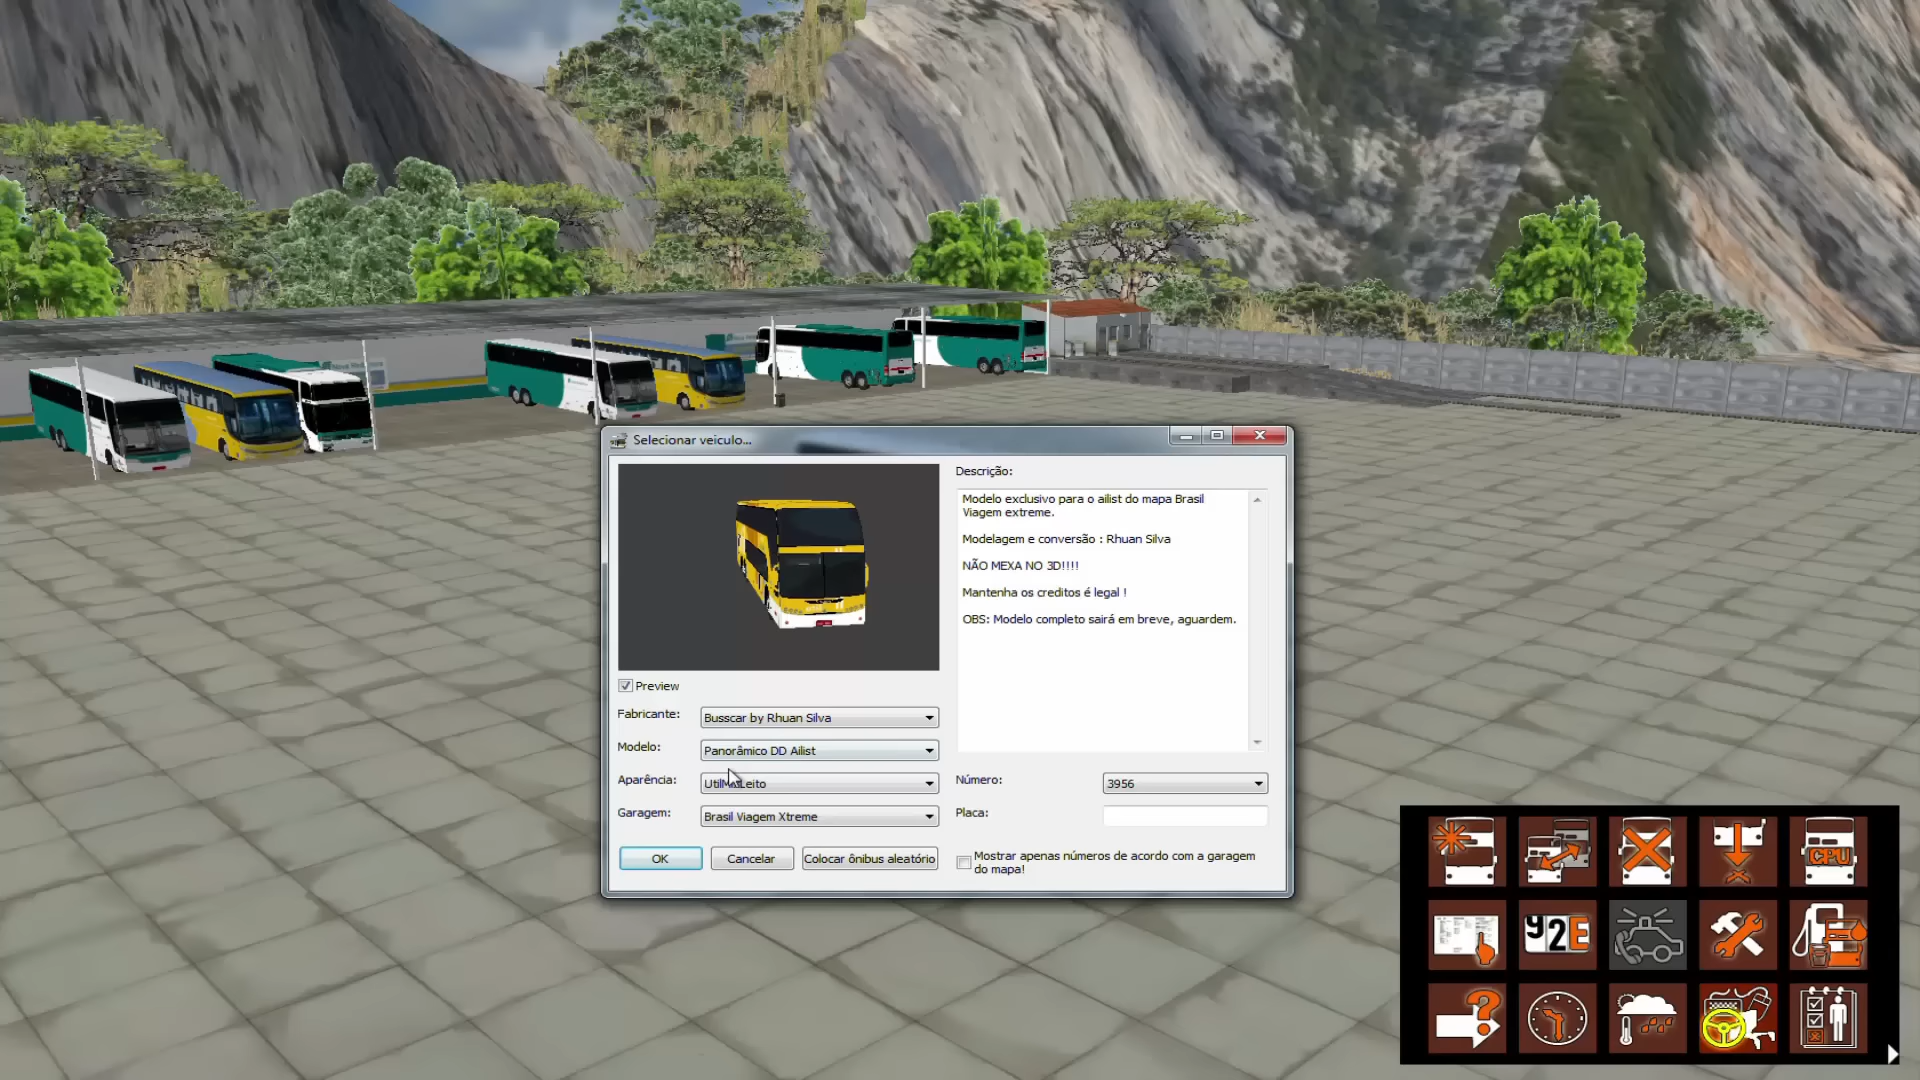 Selecionar veiculo...
Descrição:
Modelo exclusivo para o ailist do mapa Brasil
Viagem extreme.
Modelagem e conversão : Rhuan Silva
NÃO MEXA NO 3D!!!!
Mantenha os creditos é legal !
OBS: Modelo completo sairá em breve, aguardem.
Preview
Fabricante:
Busscar by Rhuan Silva
Modelo:
Panorâmico DD Ailist
Aparência:
Leito
Número:
3956
Garagem:
Brasil Viagem Xtreme
Placa:
OK
Cancelar
Colocar ônibus aleatório
Mostrar apenas números de acordo com a garagem
do mapa!
CPU
92E